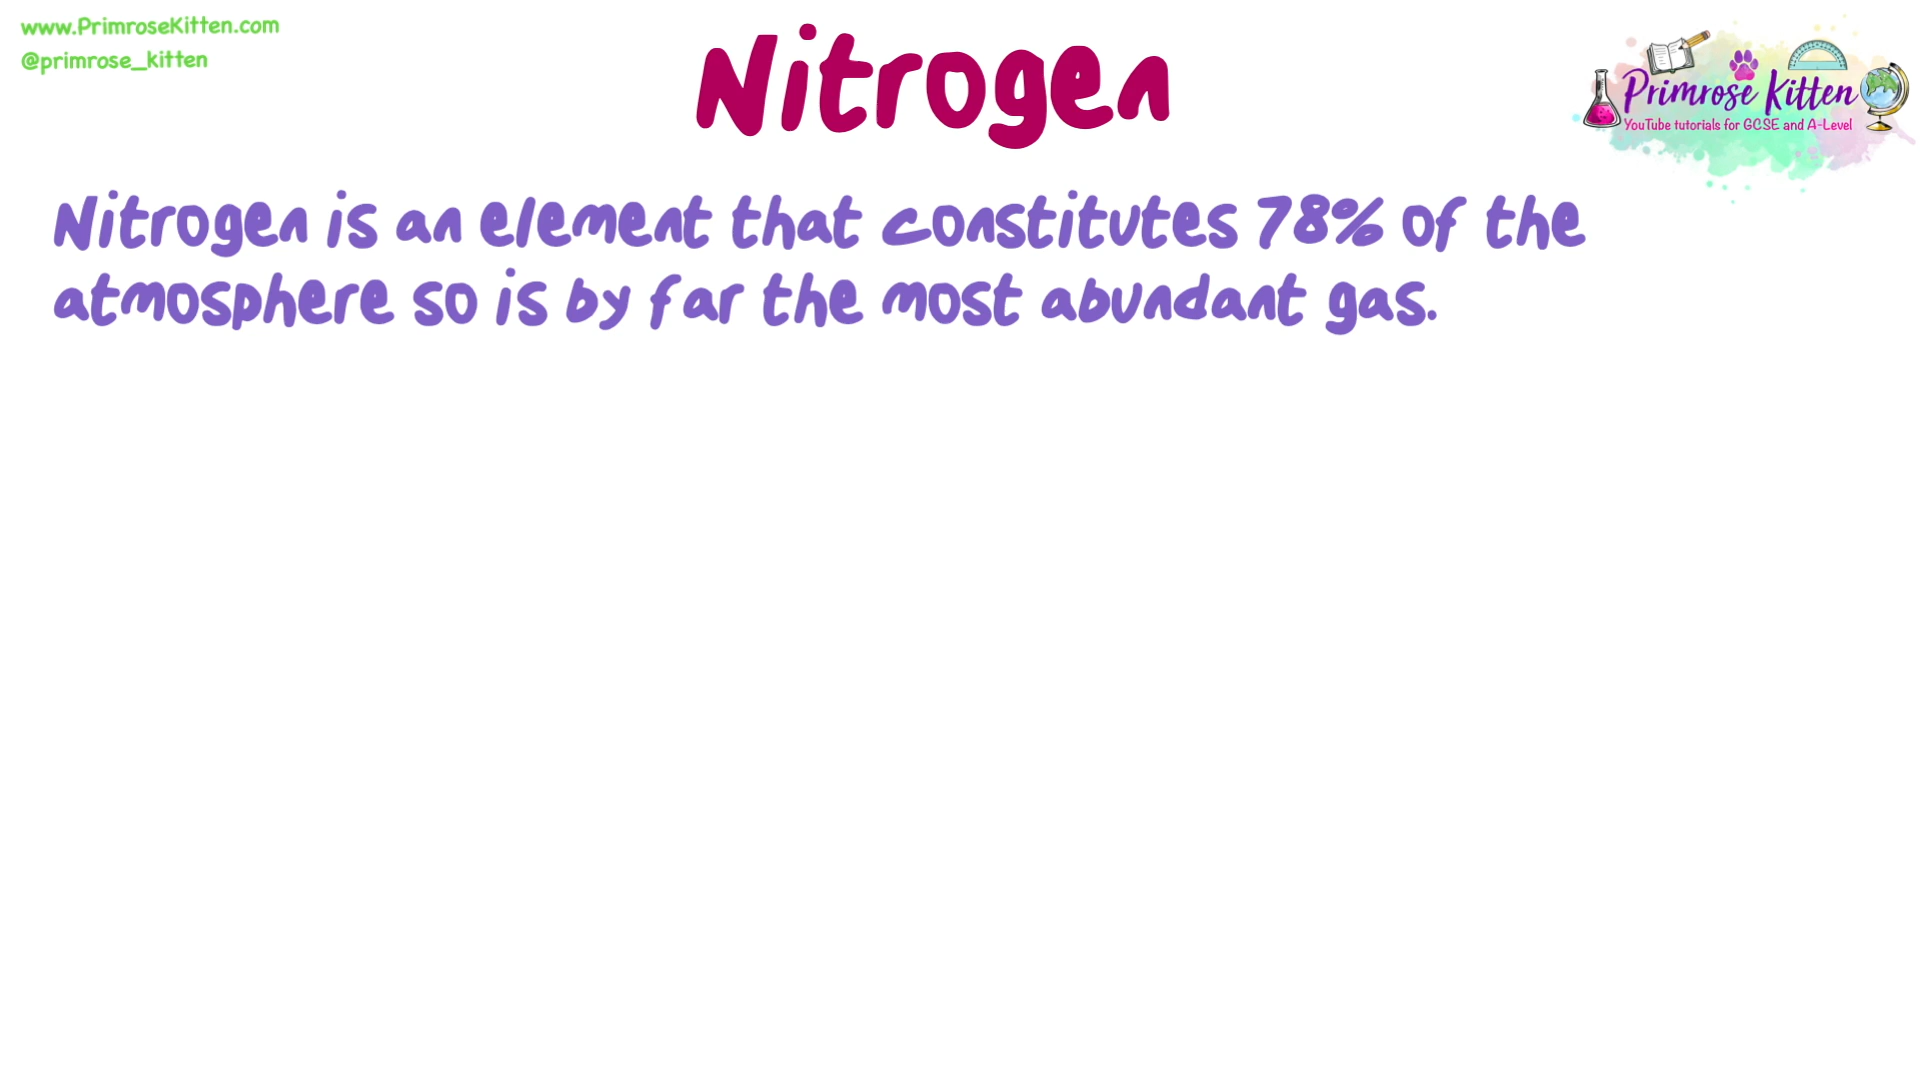 www.PrimroseKitten.com
@primrose_kitten
Nitrogen
Primrose Kitten
YouTube tutorials for GCSE and A-Level
Nitrogen is an element that constitutes 78% of the
atmosphere so is by far the most abundant gas.